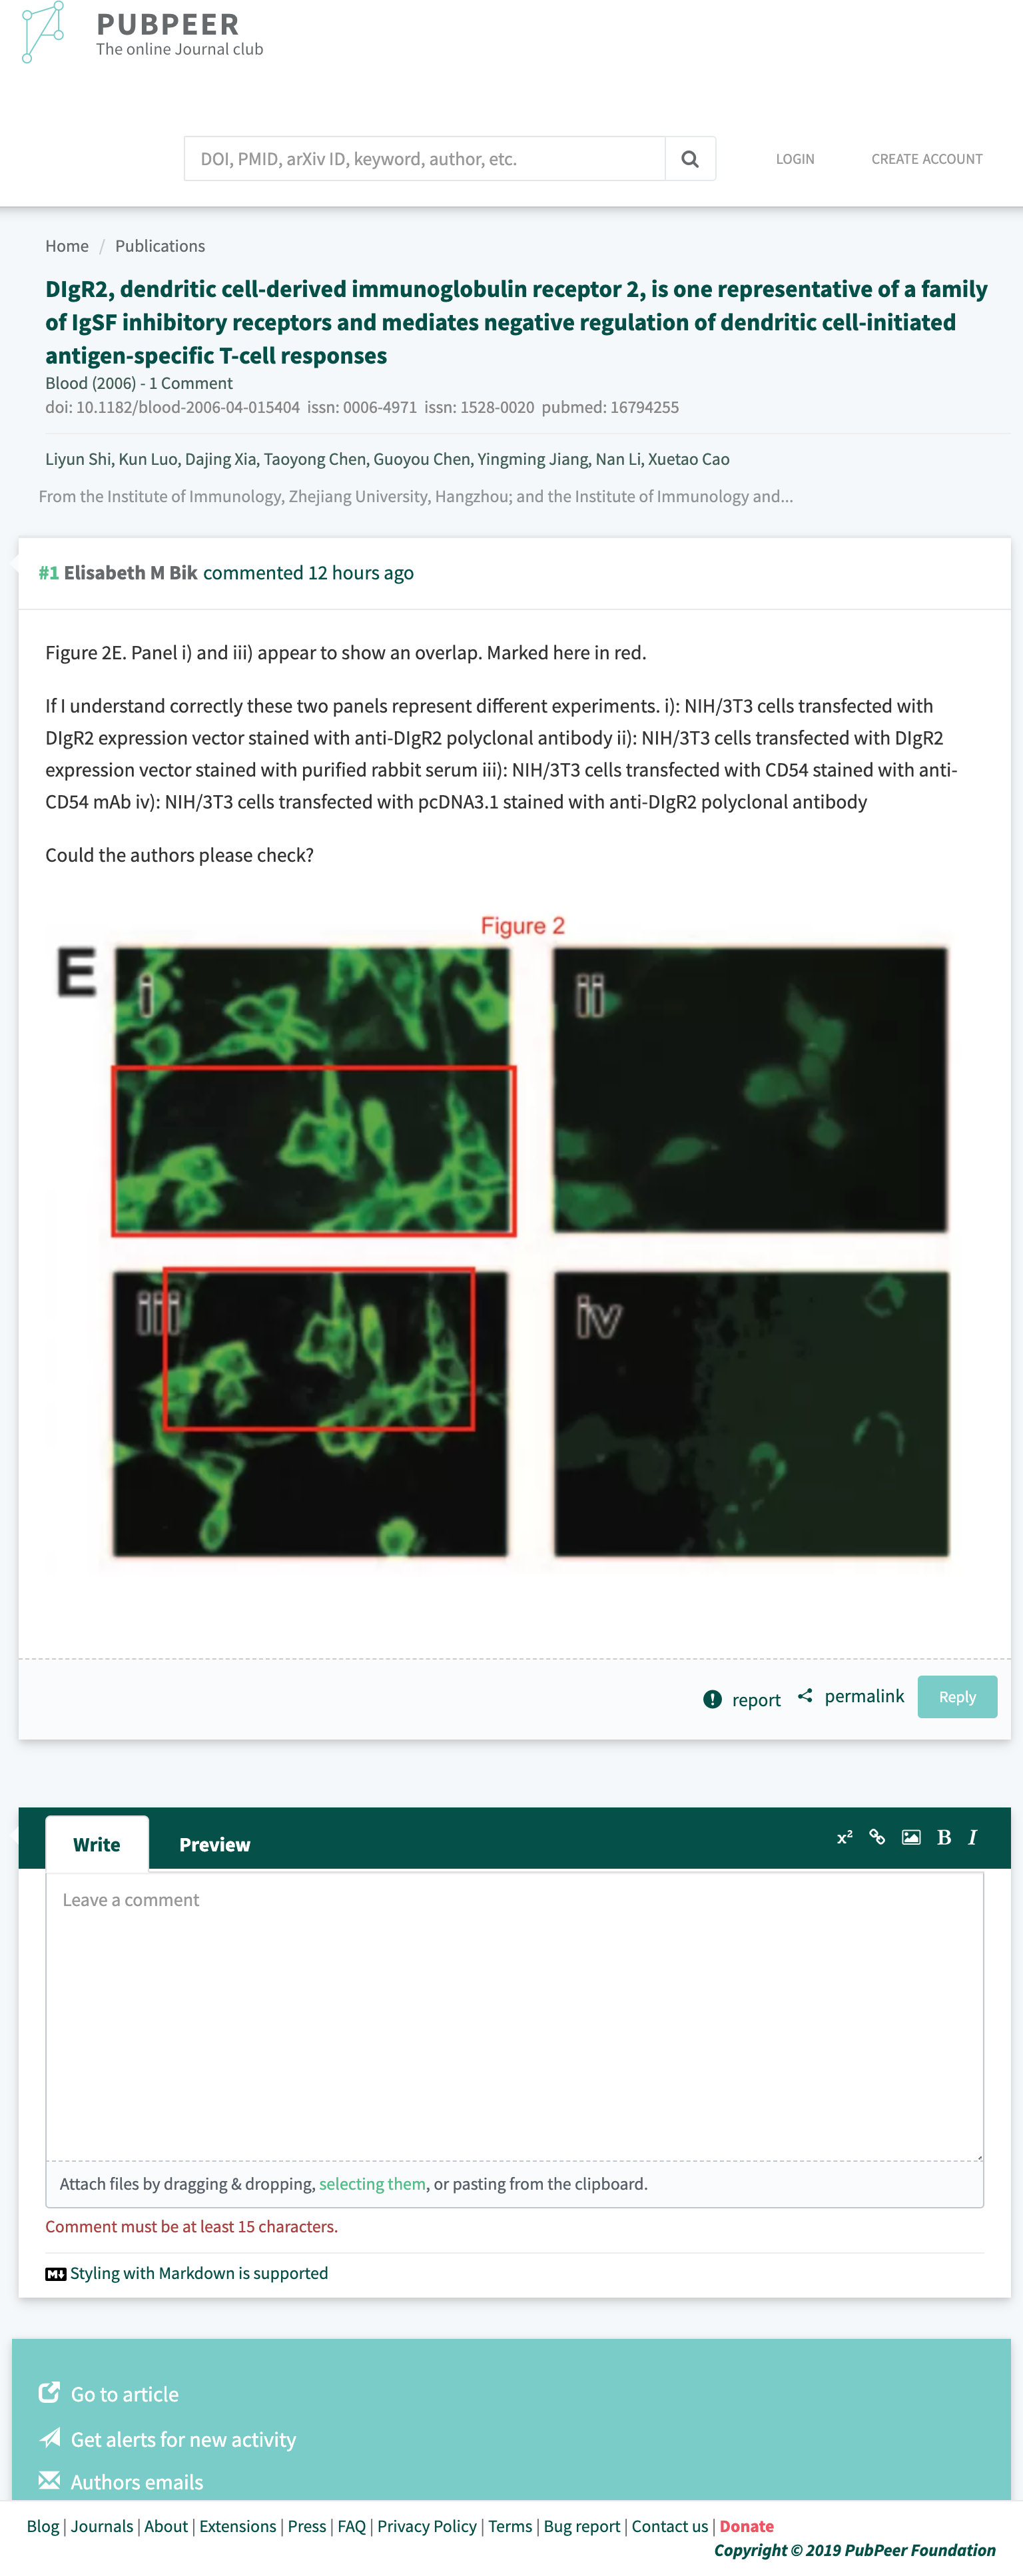 PUBPEER
The online Journal club
DOI, PMID, arXiv ID, keyword, author, etc.
LOGIN
CREATE ACCOUNT
Home / Publications
DIgR2, dendritic cell-derived immunoglobulin receptor 2, is one representative of a family
of IgSF inhibitory receptors and mediates negative regulation of dendritic cell-initiated
antigen-specific T-cell responses
Blood (2006) - 1 Comment
doi: 10.1182/blood-2006-04-015404 issn: 0006-4971 issn: 1528-0020 pubmed: 16794255
Liyun Shi, Kun Luo, Dajing Xia, Taoyong Chen, Guoyou Chen, Yingming Jiang, Nan Li, Xuetao Cao
From the Institute of Immunology, Zhejiang University, Hangzhou; and the Institute of Immunology and...
#1 Elisabeth M Bik commented 12 hours ago
Figure 2E. Panel i) and iii) appear to show an overlap. Marked here in red.
If I understand correctly these two panels represent different experiments. i): NIH/3T3 cells transfected with
DIgR2 expression vector stained with anti-DIgR2 polyclonal antibody ii): NIH/3T3 cells transfected with DIgR2
expression vector stained with purified rabbit serum iii): NIH/3T3 cells transfected with CD54 stained with anti-
CD54 mAb iv): NIH/3T3 cells transfected with pcDNA3.1 stained with anti-DIgR2 polyclonal antibody
Could the authors please check?
Figure 2
E
i
ii
iii
iv
report
permalink
Reply
Write
Preview
x²
B
I
Leave a comment
Attach files by dragging & dropping, selecting them, or pasting from the clipboard.
Comment must be at least 15 characters.
M Styling with Markdown is supported
Go to article
Get alerts for new activity
Authors emails
Blog | Journals | About | Extensions | Press | FAQ | Privacy Policy | Terms | Bug report | Contact us | Donate
Copyright © 2019 PubPeer Foundation